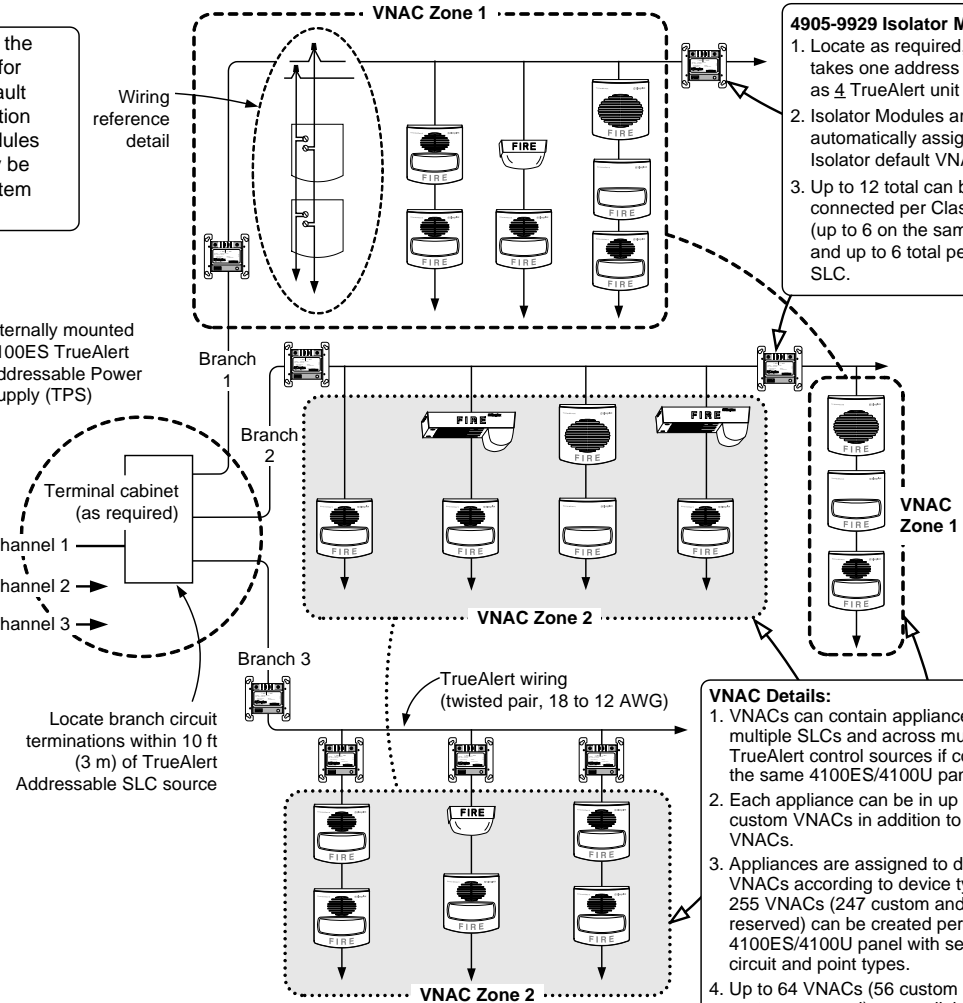 VNAC Zone 1
the
for
ault
tion
dules
be
tem
Wiring
reference
detail
FIRE
FIRE
FIRE
FIRE
FIRE
FIRE
4905-9929 Isolator M
1. Locate as required.
takes one address
as 4 TrueAlert unit
2. Isolator Modules ar
automatically assig
Isolator default VNA
3. Up to 12 total can b
connected per Clas
(up to 6 on the sam
and up to 6 total pe
SLC.
ternally mounted
100ES TrueAlert
ddressable Power
upply (TPS)
Branch
1
Branch
2
Terminal cabinet
(as required)
hannel 1
hannel 2
hannel 3
FIRE
FIRE
FIRE
FIRE
FIRE
FIRE
FIRE
FIRE
FIRE
FIRE
VNAC
Zone 1
VNAC Zone 2
Branch 3
TrueAlert wiring
(twisted pair, 18 to 12 AWG)
Locate branch circuit
terminations within 10 ft
(3 m) of TrueAlert
Addressable SLC source
FIRE
FIRE
FIRE
FIRE
FIRE
FIRE
VNAC Zone 2
VNAC Details:
1. VNACs can contain appliance
multiple SLCs and across mu
TrueAlert control sources if co
the same 4100ES/4100U pan
2. Each appliance can be in up
custom VNACs in addition to
VNACs.
3. Appliances are assigned to d
VNACs according to device ty
255 VNACs (247 custom and
reserved) can be created per
4100ES/4100U panel with se
circuit and point types.
4. Up to 64 VNACs (56 custom